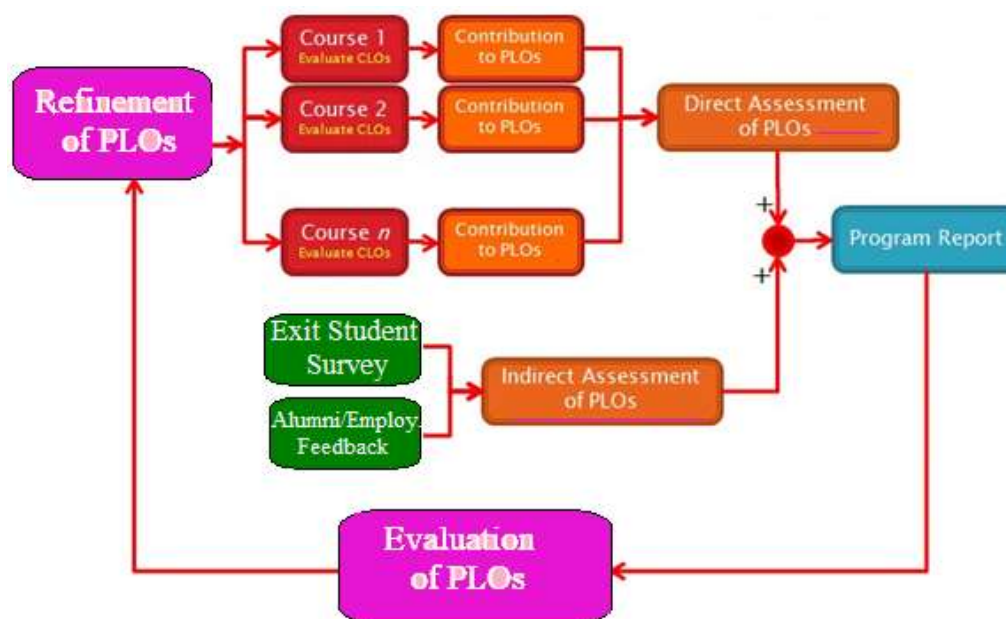 Refinement
of PLOs
Course 1
Evaluate CLOs
Contribution
to PLOs
Course 2
Evaluate CLOs
Contribution
to PLOs
Course n
Evaluate CLOs
Contribution
to PLOs
Direct Assessment
of PLOs
+
+
Program Report
Exit Student
Survey
Alumni/Employ.
Feedback
Indirect Assessment
of PLOs
Evaluation
of PLOs